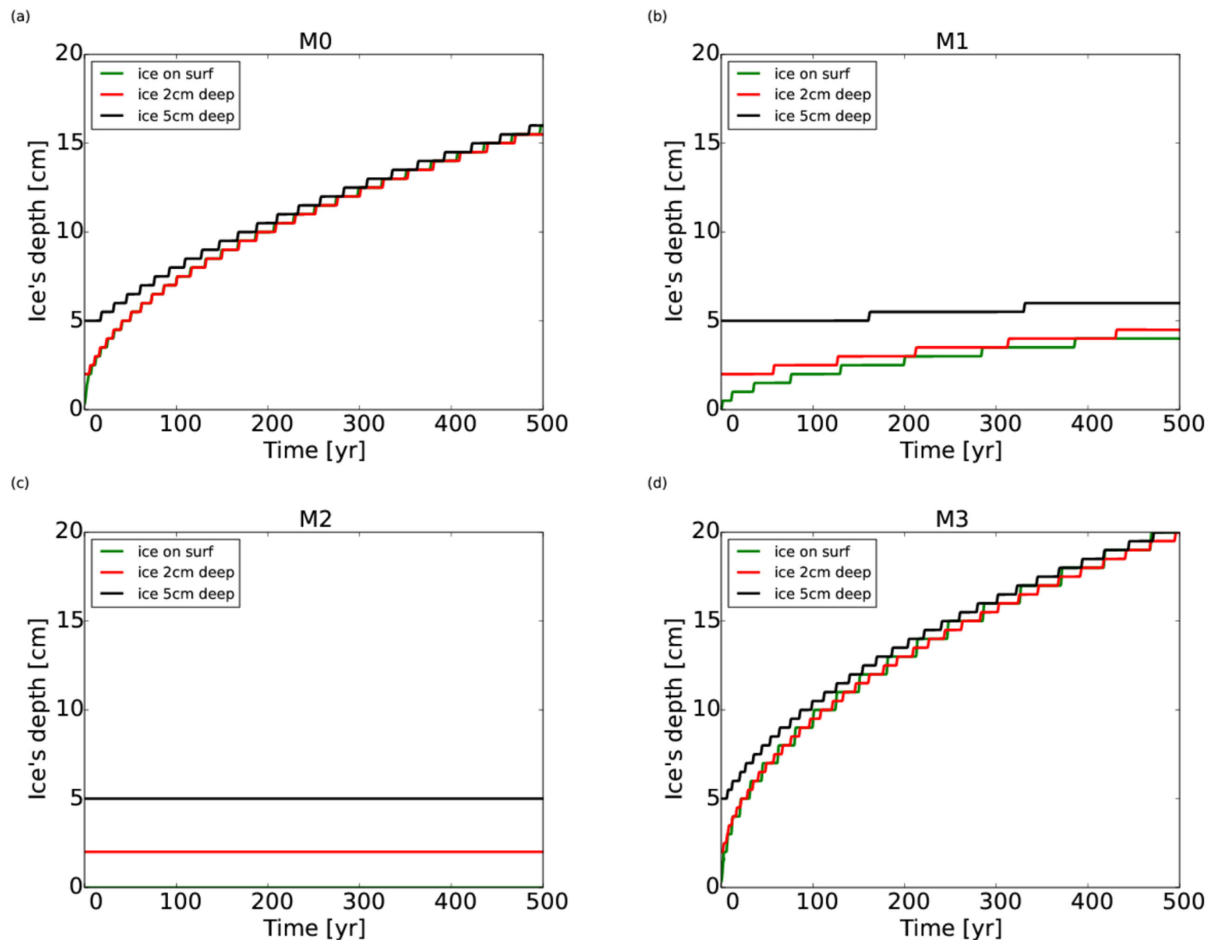 (a)
M0
ice on surf
ice 2cm deep
ice 5cm deep
Ice's depth [cm]
20
15
10
5
0
0 100 200 300 400 500
Time [yr]
(b)
M1
ice on surf
ice 2cm deep
ice 5cm deep
Ice's depth [cm]
20
15
10
5
0
0 100 200 300 400 500
Time [yr]
(c)
M2
ice on surf
ice 2cm deep
ice 5cm deep
Ice's depth [cm]
20
15
10
5
0
0 100 200 300 400 500
Time [yr]
(d)
M3
ice on surf
ice 2cm deep
ice 5cm deep
Ice's depth [cm]
20
15
10
5
0
0 100 200 300 400 500
Time [yr]